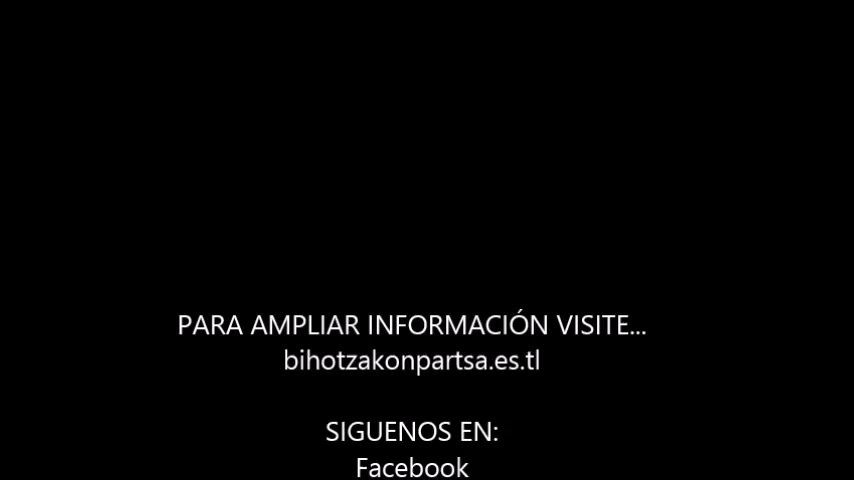 PARA AMPLIAR INFORMACIÓN VISITE...
bihotzakonpartsa.es.tl
SIGUENOS EN:
Facebook